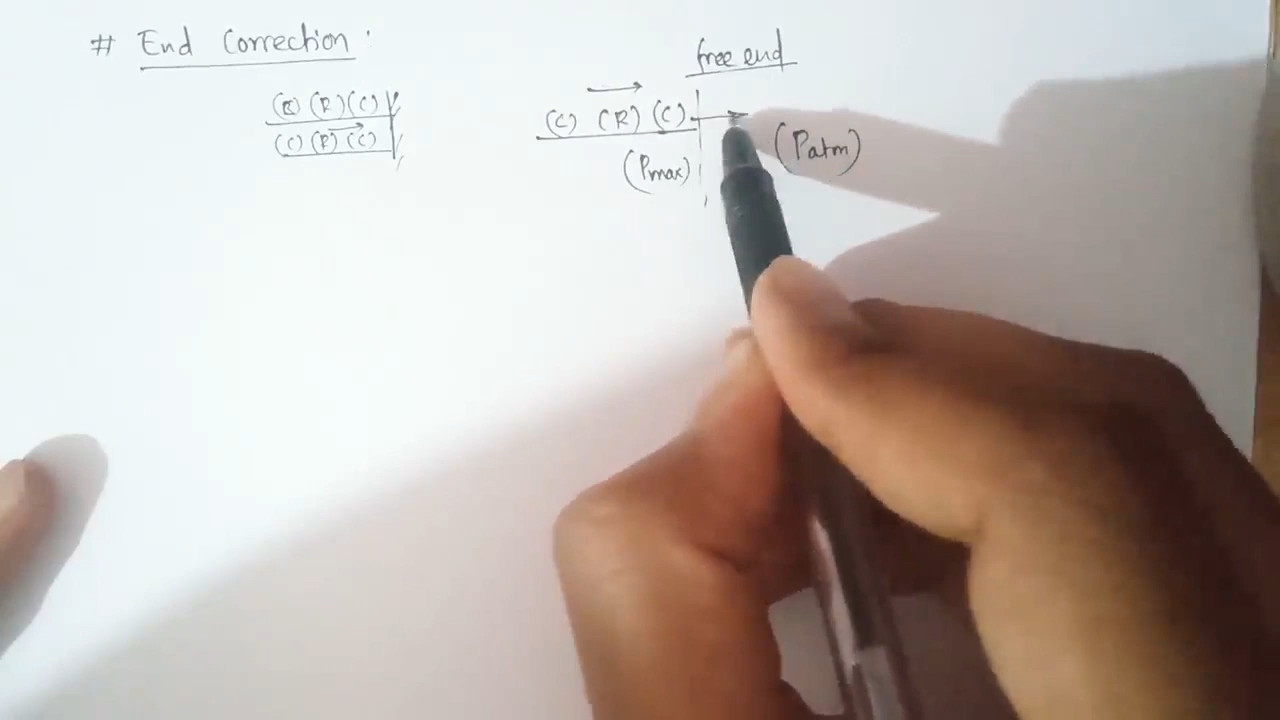 # End Correction:
free end
(R) (R) (C)
(C) (R) (C)
(C) (R) (C)
(Pmax)
(Patm)